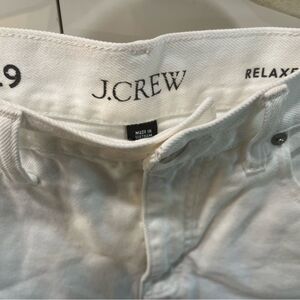 29
J.CREW
RELAXE
MADE IN
VIETNAM